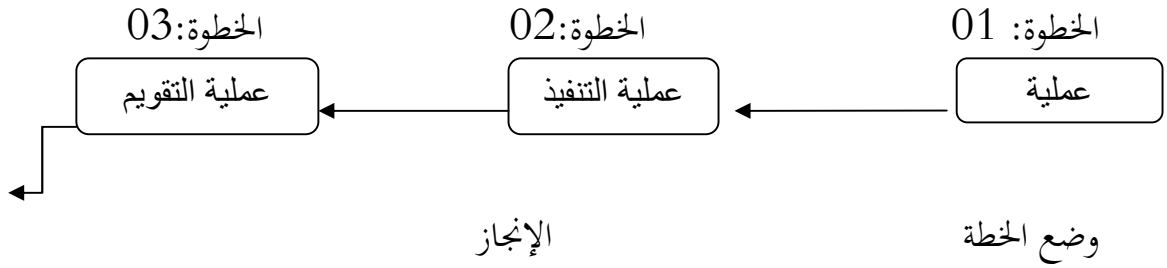 الخطوة: 01
الخطوة:02
الخطوة:03
عملية
عملية التنفيذ
عملية التقويم
وضع الخطة
الإنجاز